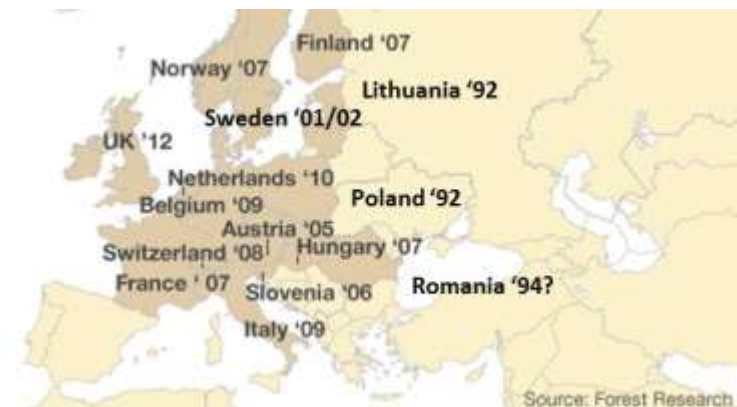 Finland '07
Norway '07
Lithuania '92
Sweden '01/02
UK '12
Netherlands '10
Poland '92
Belgium '09
Austria '05
Switzerland '08
Hungary '07
France ' 07
Slovenia '06
Romania '94?
Italy '09
Source: Forest Research